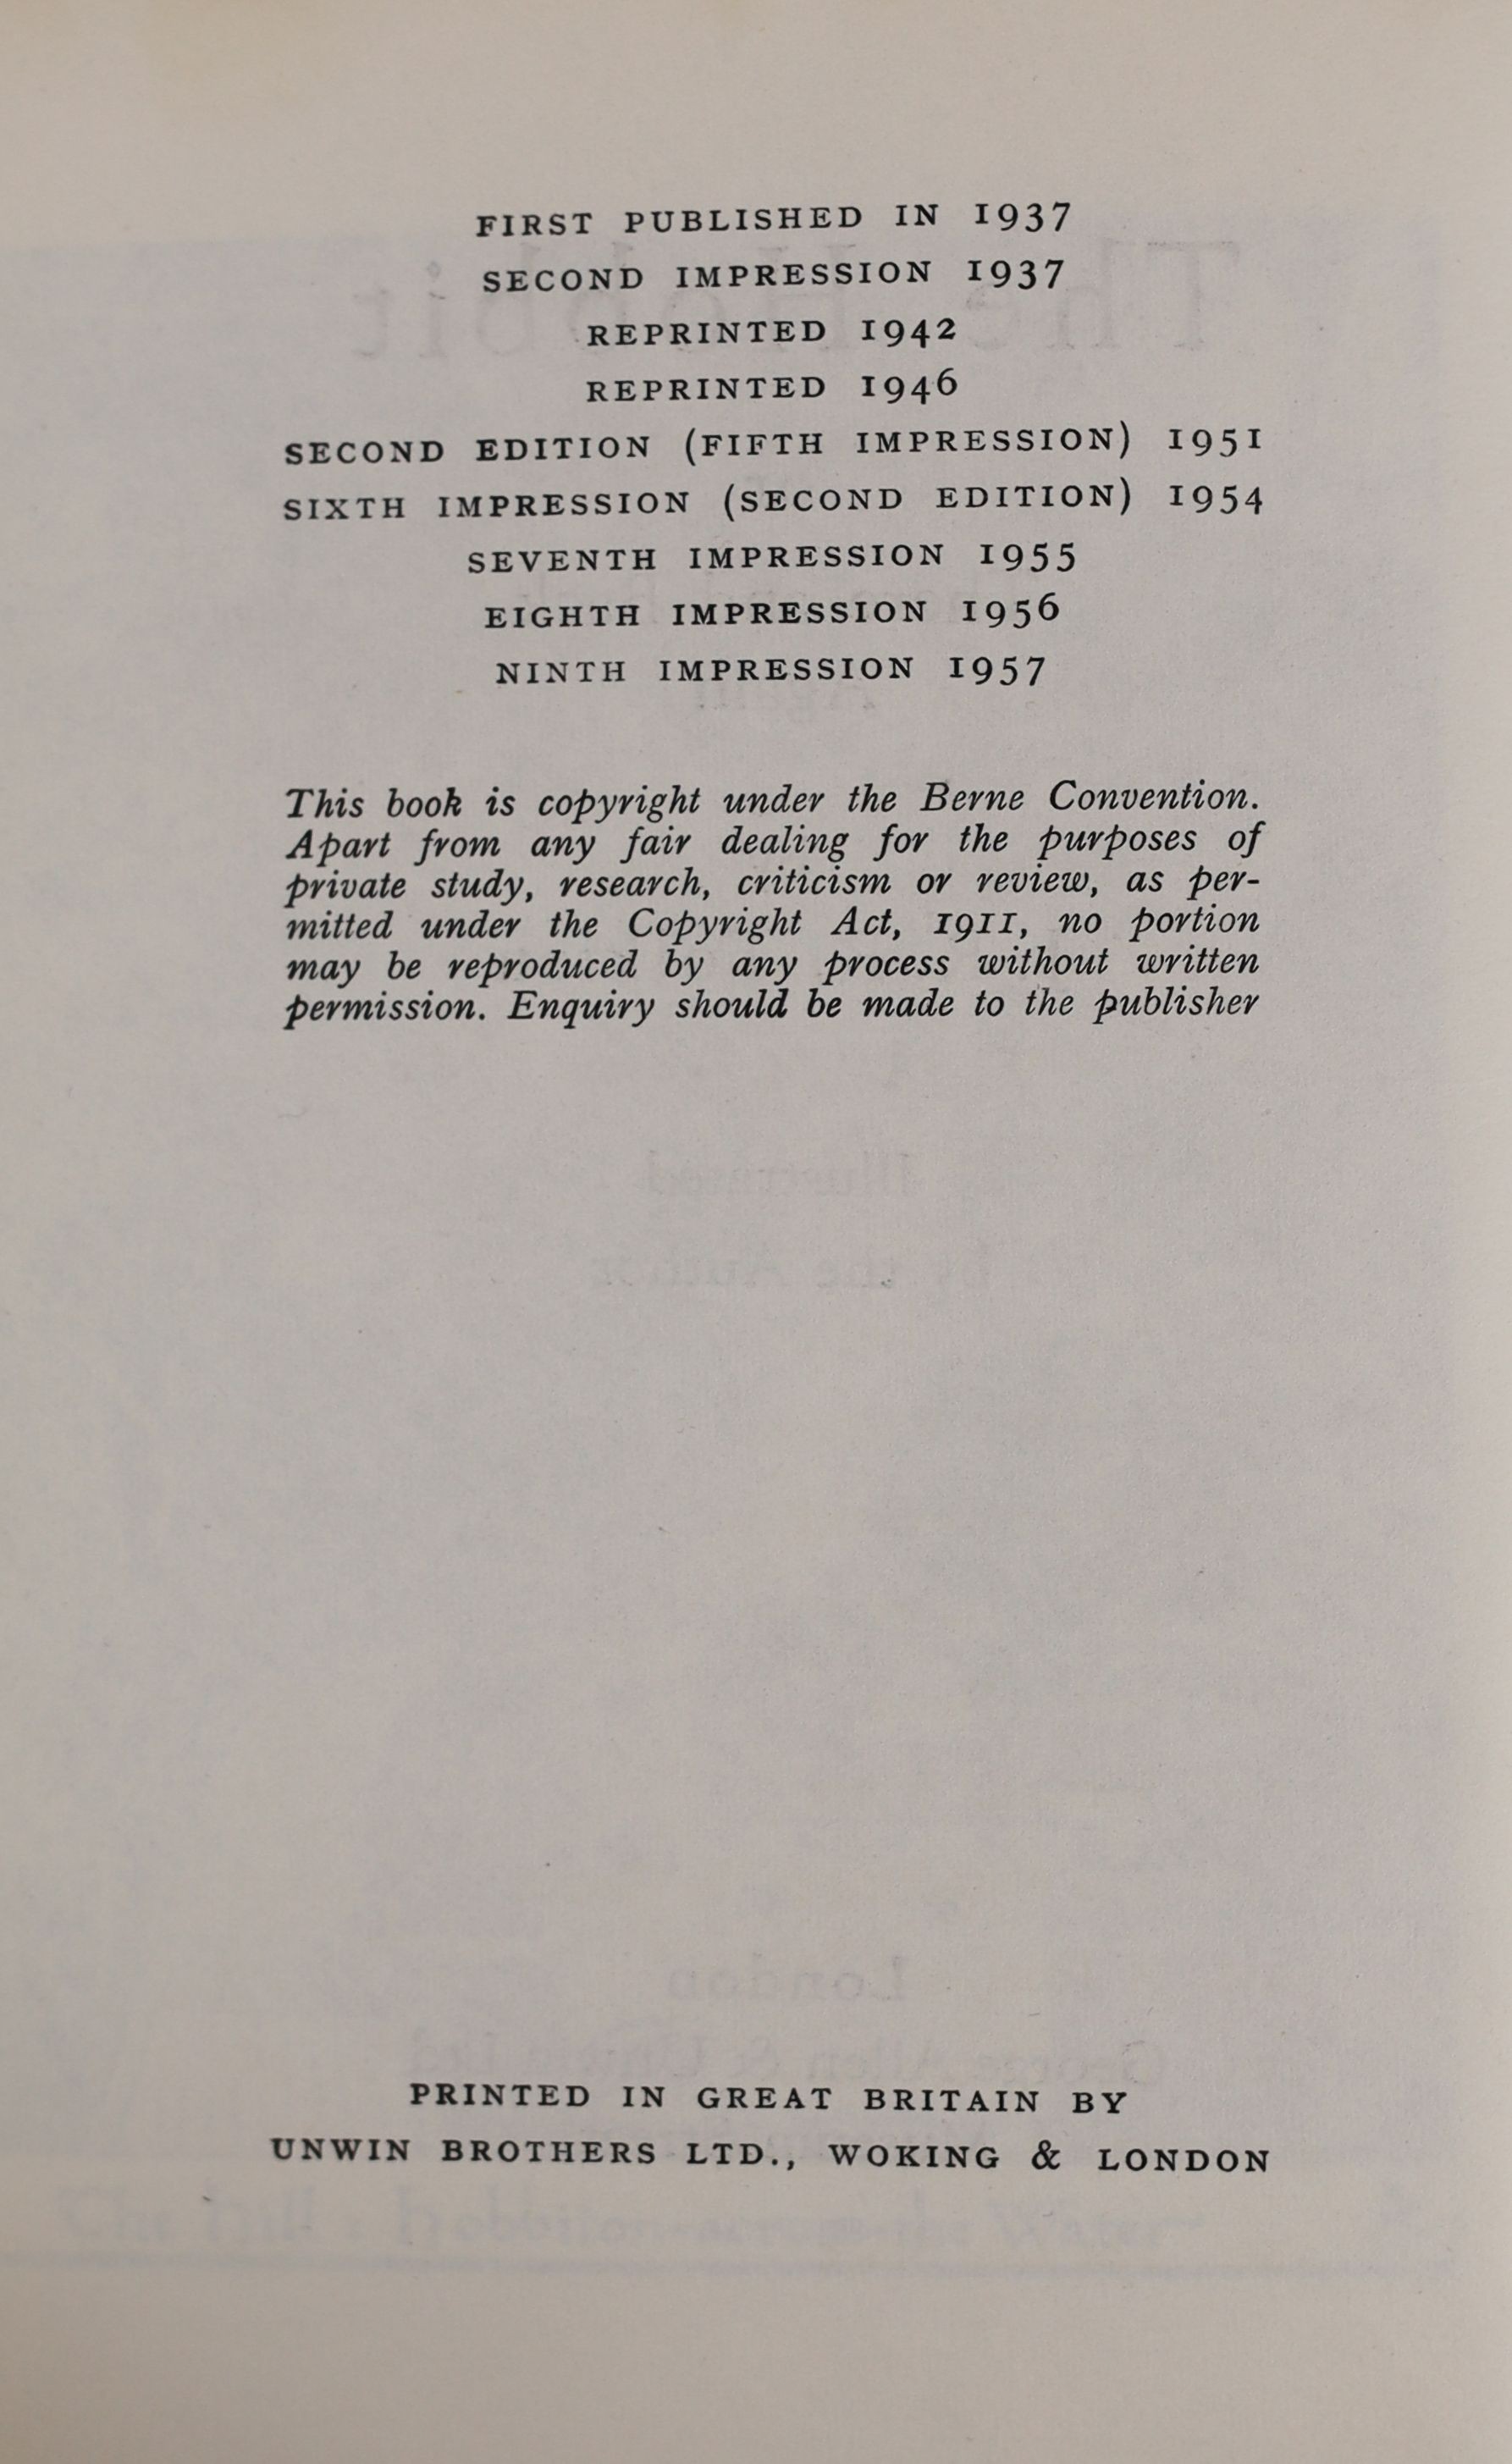 FIRST PUBLISHED IN 1937
SECOND IMPRESSION 1937
REPRINTED 1942
REPRINTED 1946
SECOND EDITION (FIFTH IMPRESSION) 1951
SIXTH IMPRESSION (SECOND EDITION) 1954
SEVENTH IMPRESSION 1955
EIGHTH IMPRESSION 1956
NINTH IMPRESSION 1957
This book is copyright under the Berne Convention.
Apart from any fair dealing for the purposes of
private study, research, criticism or review, as per-
mitted under the Copyright Act, 1911, no portion
may be reproduced by any process without written
permission. Enquiry should be made to the publisher
PRINTED IN GREAT BRITAIN BY
UNWIN BROTHERS LTD., WOKING & LONDON